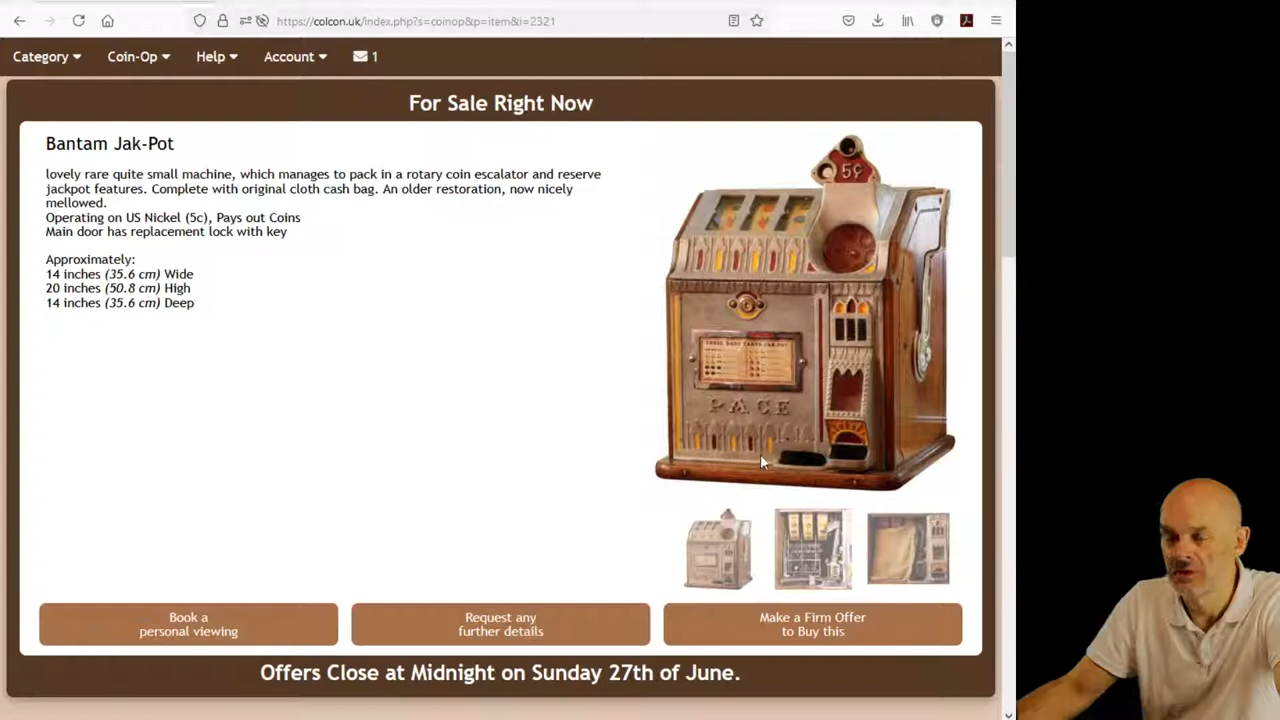 https://colcon.uk/index.php?s=coinop&p=item&i=2321
Category Coin-Op Help Account 1
For Sale Right Now
Bantam Jak-Pot
lovely rare quite small machine, which manages to pack in a rotary coin escalator and reserve
jackpot features. Complete with original cloth cash bag. An older restoration, now nicely
mellowed.
Operating on US Nickel (5c), Pays out Coins
Main door has replacement lock with key
Approximately:
14 inches (35.6 cm) Wide
20 inches (50.8 cm) High
14 inches (35.6 cm) Deep
5¢
PACE
Book a
personal viewing
Request any
further details
Make a Firm Offer
to Buy this
Offers Close at Midnight on Sunday 27th of June.